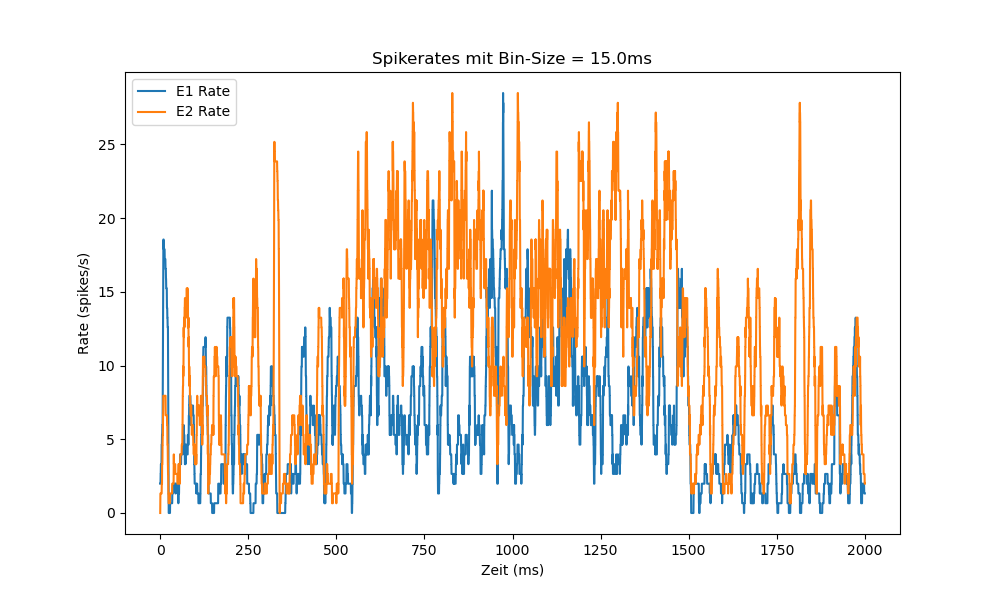 Spikerates mit Bin-Size = 15.0ms
E1 Rate
E2 Rate
25
20
15
10
5
0
Rate (spikes/s)
0 250 500 750 1000 1250 1500 1750 2000
Zeit (ms)